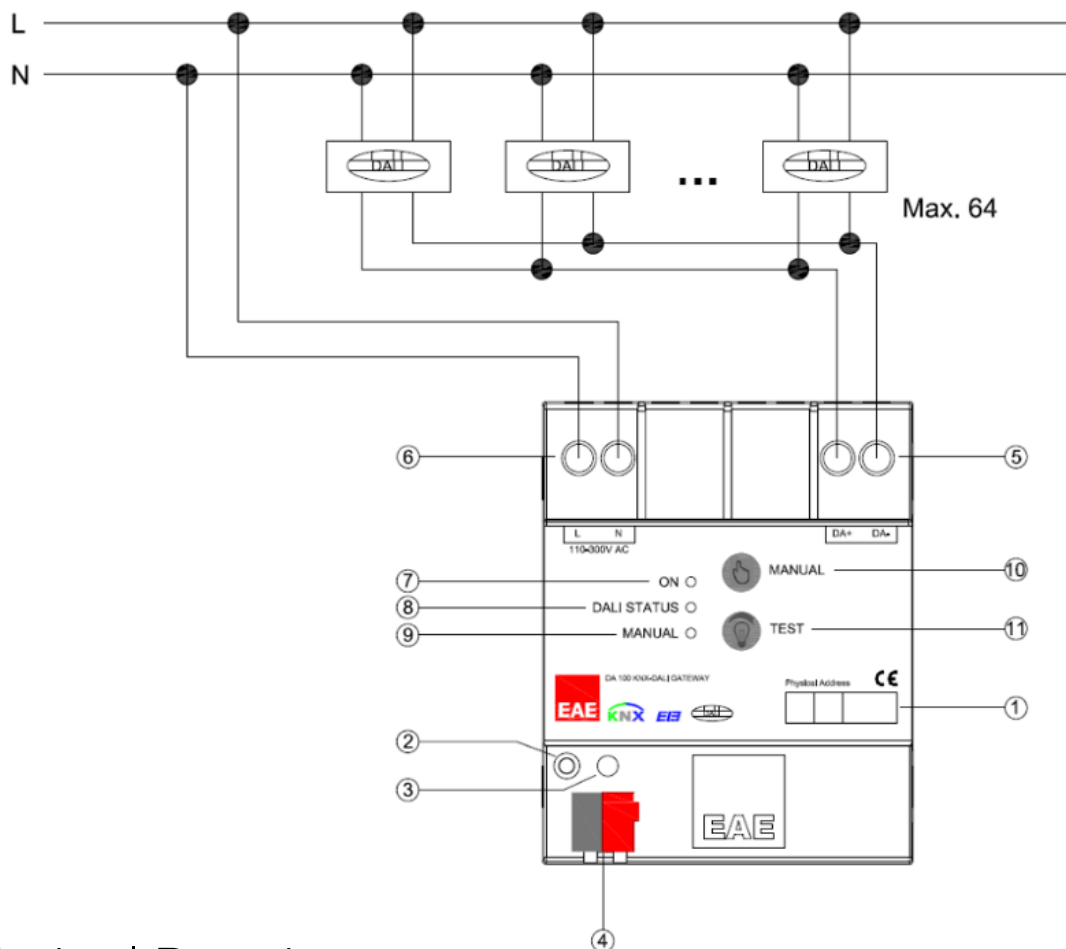 L
N
DALI DALI ... DALI
Max. 64
⑥ ⑤
L N DA+ DA-
110-300V AC
⑦ ON MANUAL ⑩
⑧ DALI STATUS
⑨ MANUAL TEST ⑪
DA 100 KNX-DALI GATEWAY
Physical Address CE
EAE KNX EIB DALI ①
②
③
EAE
④